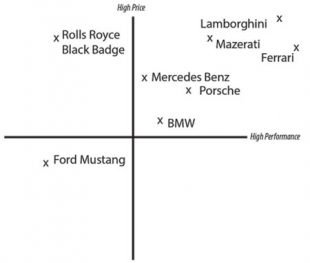 High Price
Lamborghini x
x Rolls Royce
Black Badge
x Mazerati
x
Ferrari
x Mercedes Benz
x
Porsche
x BMW
High Performance
x Ford Mustang